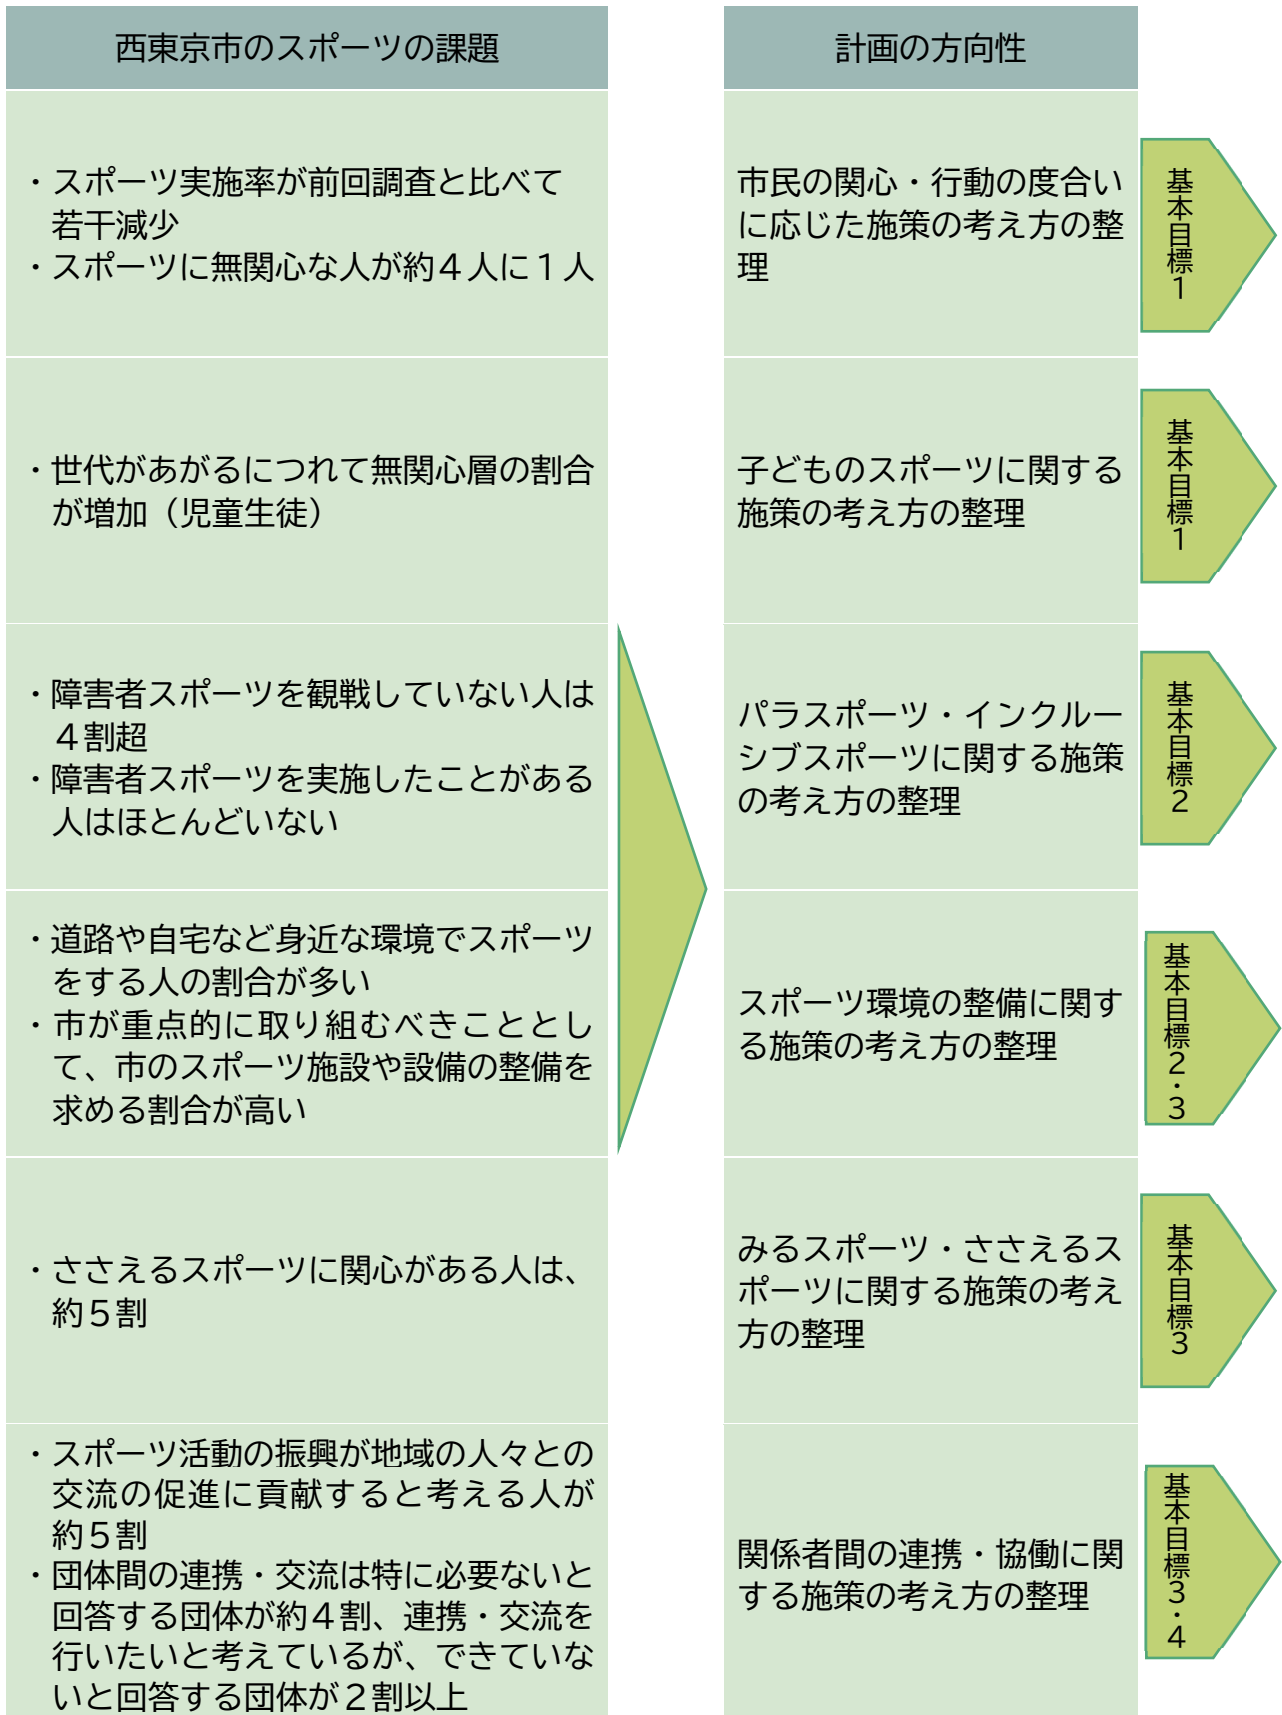 西東京市のスポーツの課題
計画の方向性
・スポーツ実施率が前回調査と比べて
若干減少
・スポーツに無関心な人が約４人に１人
市民の関心・行動の度合い
に応じた施策の考え方の整
理
基本目標１
・世代があがるにつれて無関心層の割合
が増加（児童生徒）
子どものスポーツに関する
施策の考え方の整理
基本目標１
・障害者スポーツを観戦していない人は
４割超
・障害者スポーツを実施したことがある
人はほとんどいない
パラスポーツ・インクルー
シブスポーツに関する施策
の考え方の整理
基本目標２
・道路や自宅など身近な環境でスポーツ
をする人の割合が多い
・市が重点的に取り組むべきこととし
て、市のスポーツ施設や設備の整備を
求める割合が高い
スポーツ環境の整備に関す
る施策の考え方の整理
基本目標２・３
・ささえるスポーツに関心がある人は、
約５割
みるスポーツ・ささえるス
ポーツに関する施策の考え
方の整理
基本目標３
・スポーツ活動の振興が地域の人々との
交流の促進に貢献すると考える人が
約５割
・団体間の連携・交流は特に必要ないと
回答する団体が約４割、連携・交流を
行いたいと考えているが、できていな
いと回答する団体が２割以上
関係者間の連携・協働に関
する施策の考え方の整理
基本目標３・４